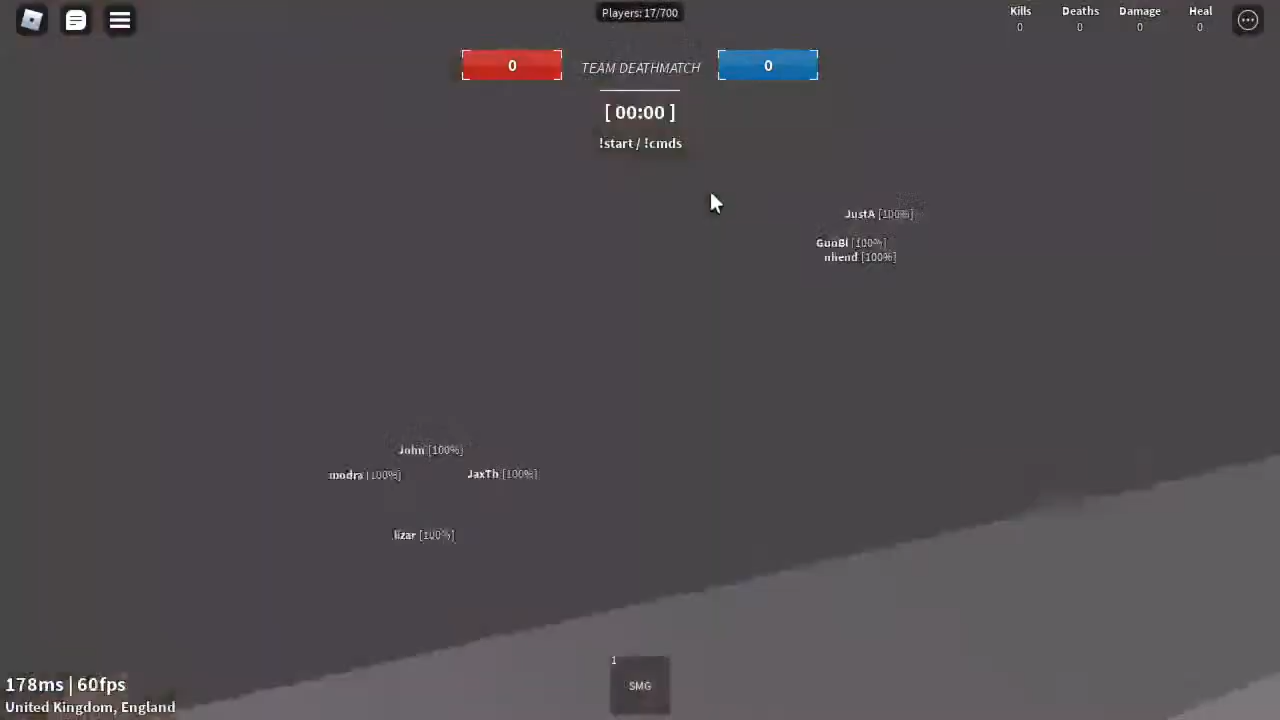 Players: 17/700
Kills Deaths Damage Heal
0 0 0 0
0 TEAM DEATHMATCH 0
[ 00:00 ]
!start / !cmds
JustA [100%]
GunBl [100%]
nhend [100%]
John [100%]
modra [100%]
JaxTh [100%]
lizar [100%]
1
SMG
178ms | 60fps
United Kingdom, England